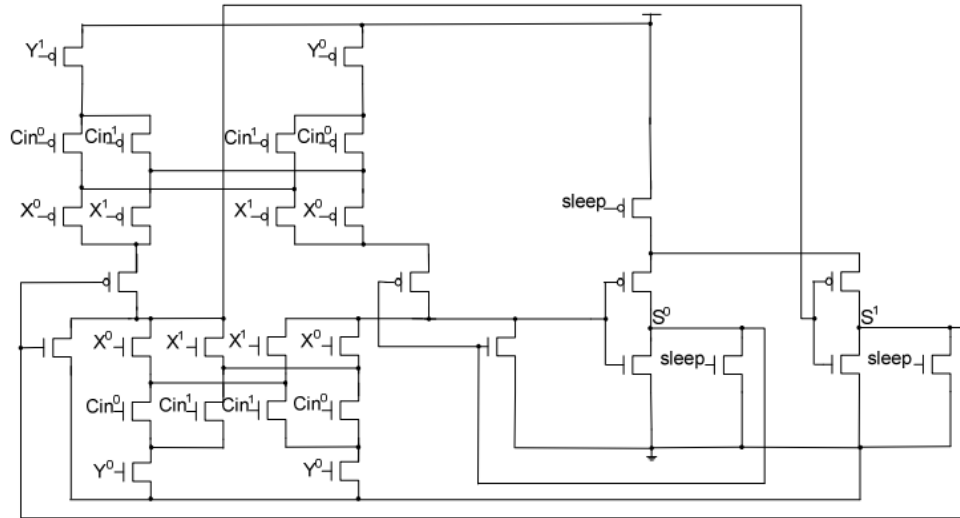 Y¹ Y⁰
Cin⁰ Cin¹ Cin¹ Cin⁰
X⁰ X¹ X¹ X⁰ sleep
S⁰ S¹
X⁰ X¹ X¹ X⁰
sleep sleep
Cin⁰ Cin¹ Cin¹ Cin⁰
Y⁰ Y⁰